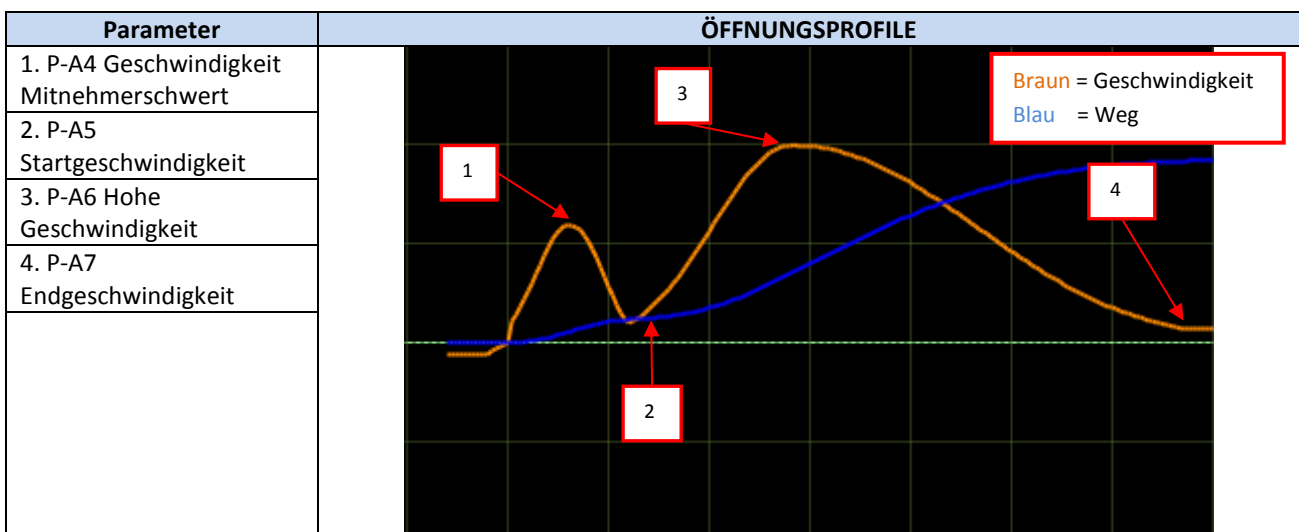 Parameter
ÖFFNUNGSPROFILE
1. P-A4 Geschwindigkeit
Mitnehmerschwert
2. P-A5
Startgeschwindigkeit
3. P-A6 Hohe
Geschwindigkeit
4. P-A7
Endgeschwindigkeit
Braun = Geschwindigkeit
Blau = Weg
3
1
4
2